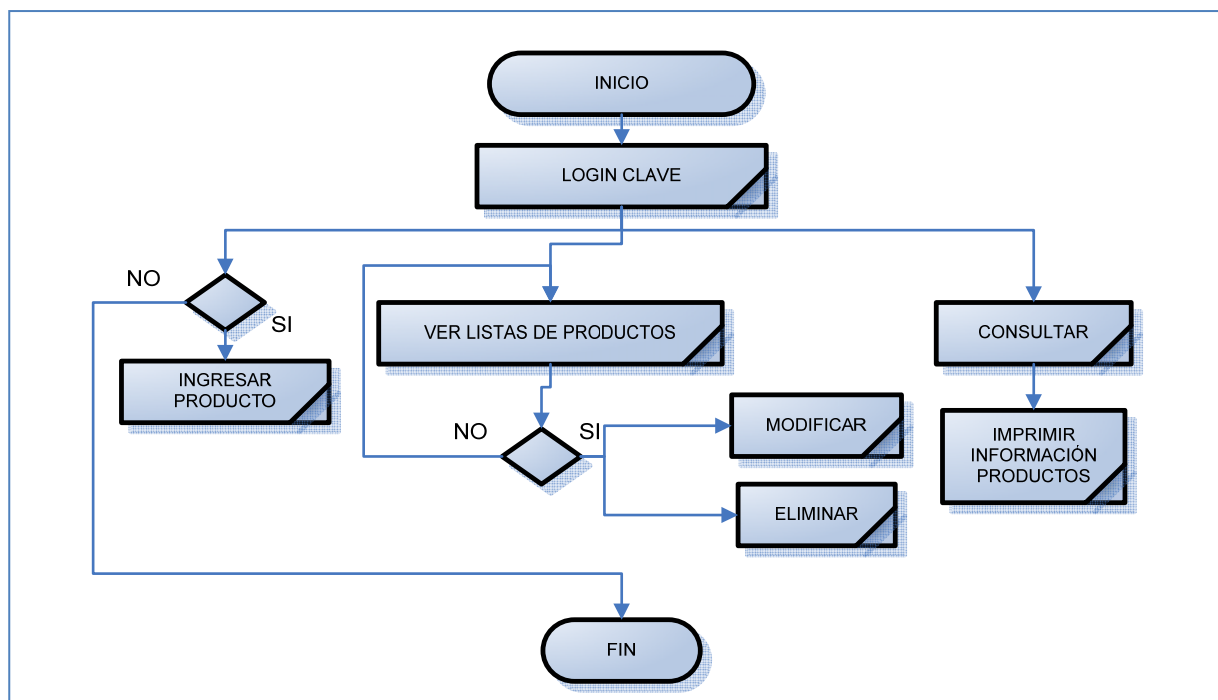 INICIO
LOGIN CLAVE
NO
SI
INGRESAR
PRODUCTO
VER LISTAS DE PRODUCTOS
NO
SI
MODIFICAR
ELIMINAR
CONSULTAR
IMPRIMIR
INFORMACIÓN
PRODUCTOS
FIN